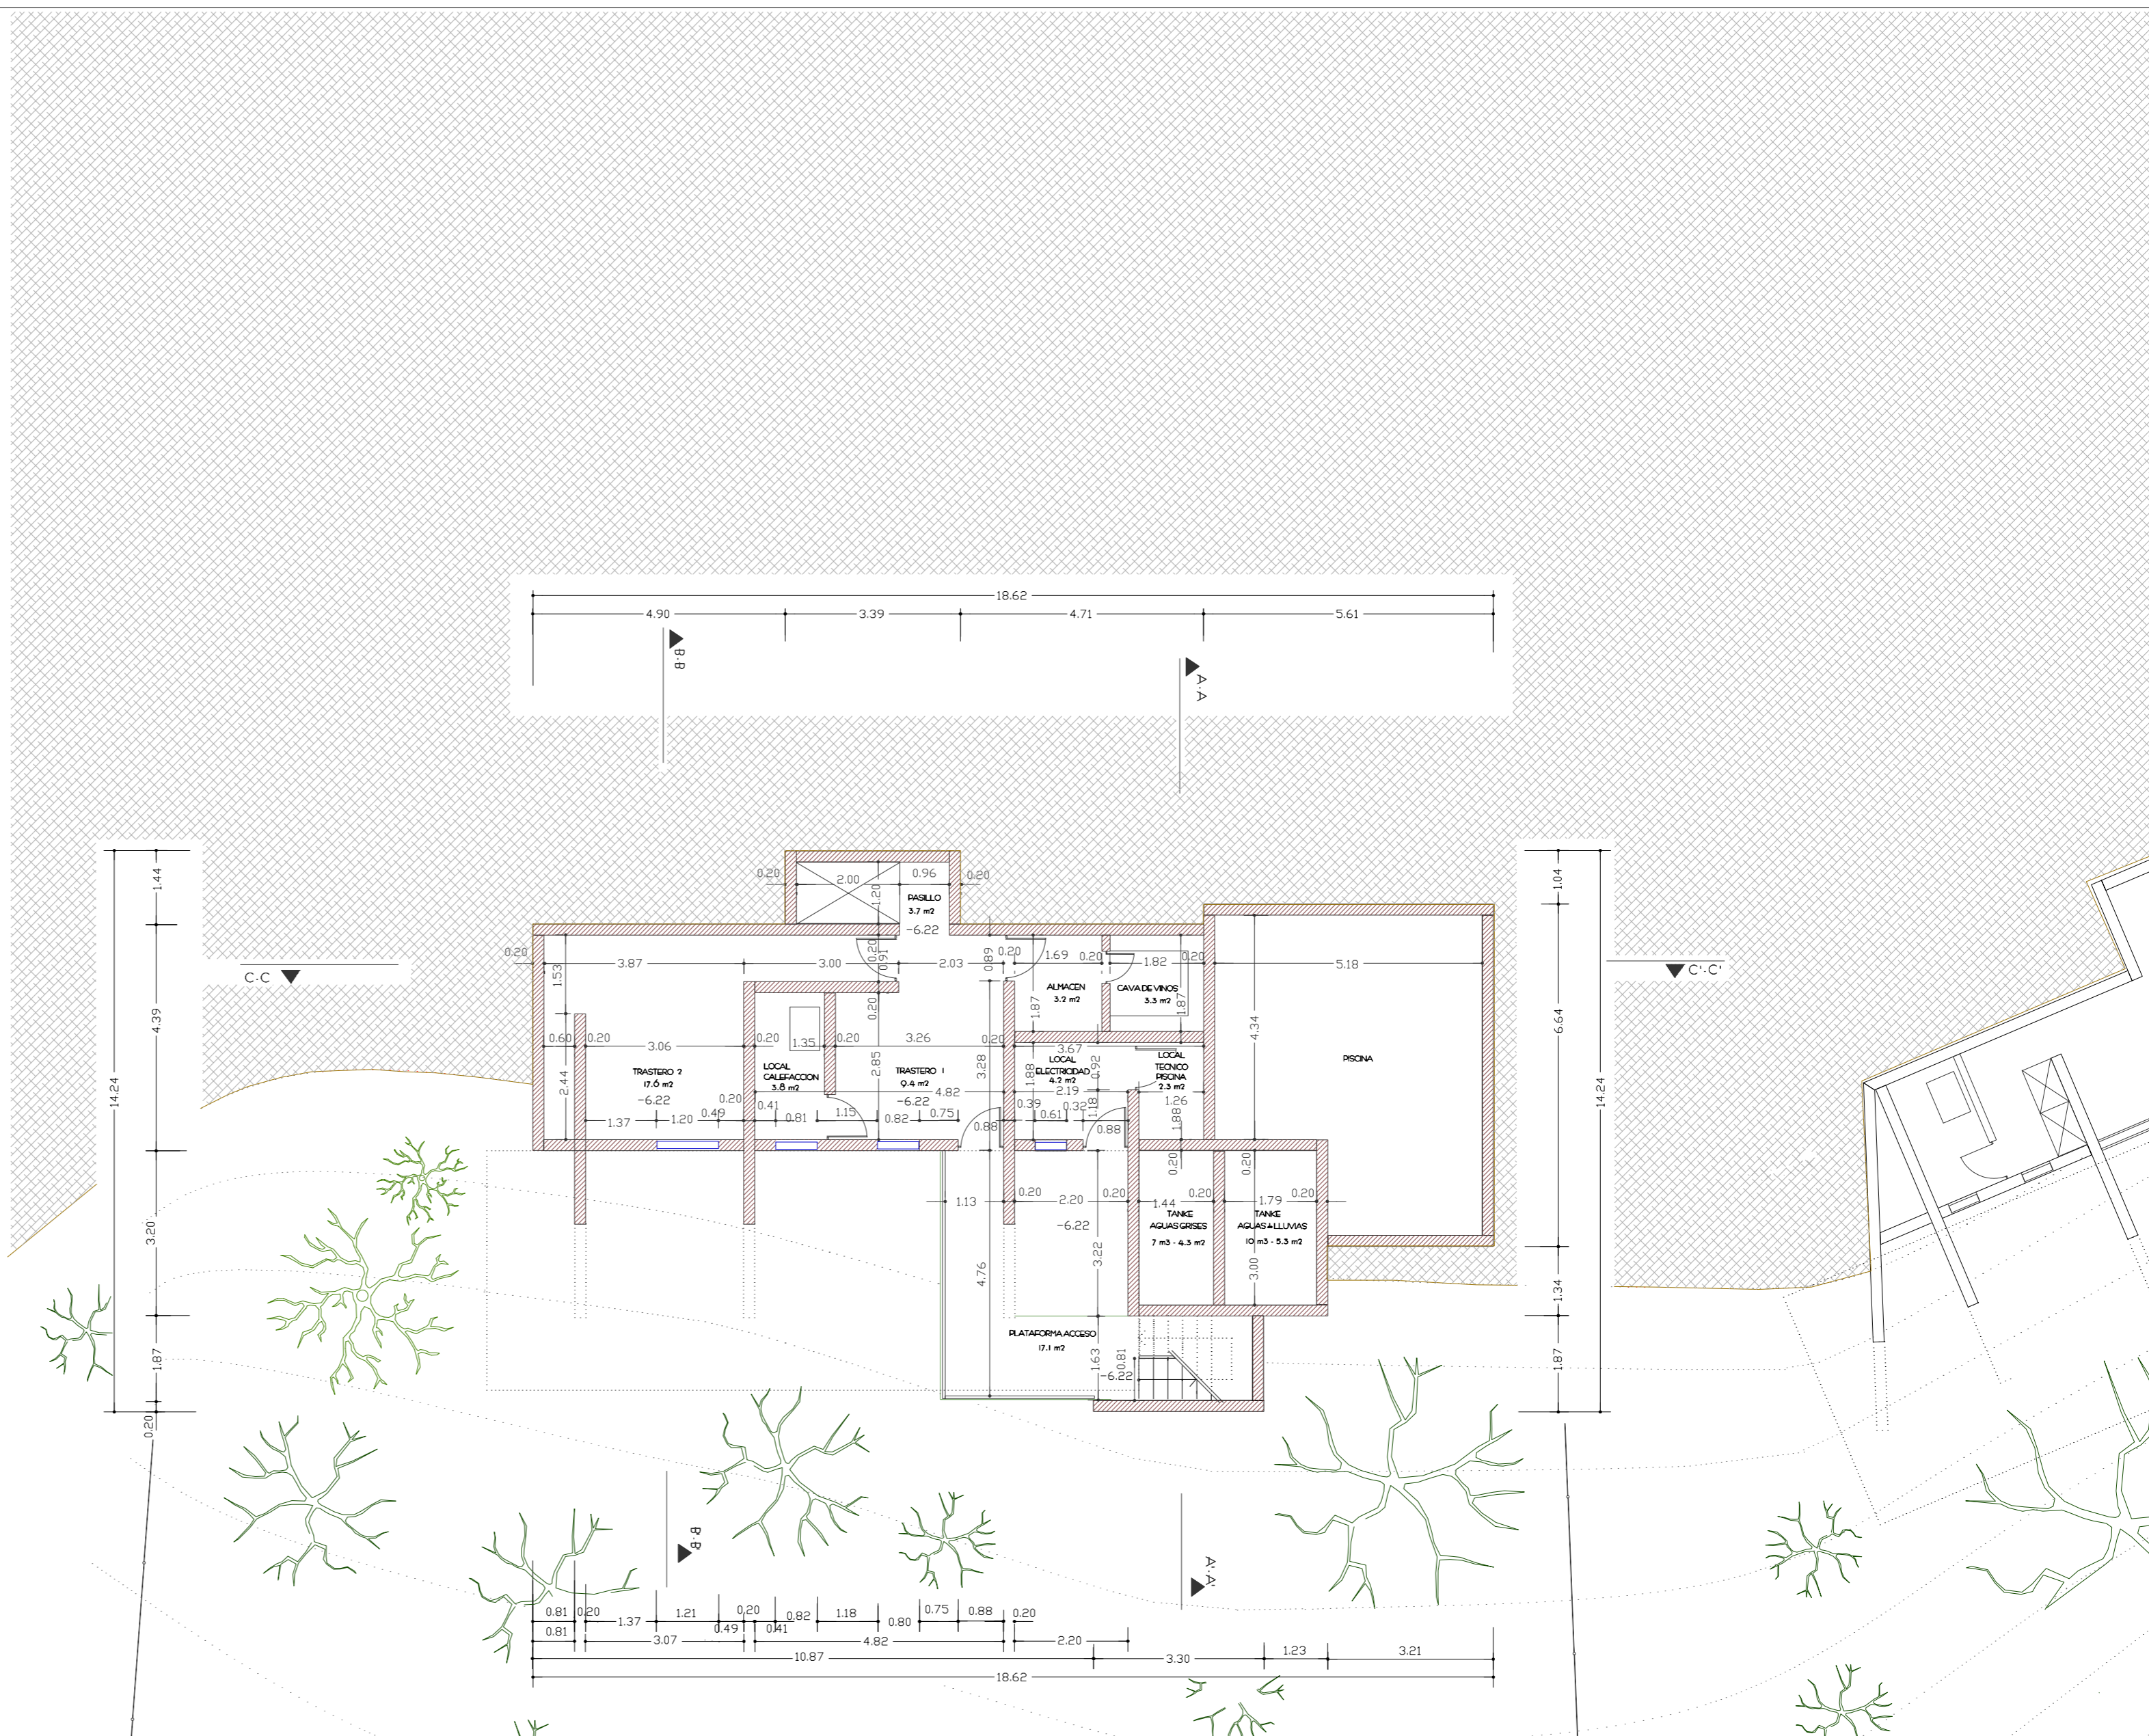 18.62
4.90 3.39 4.71 5.61
B-B
A-A
1.44
1.04
0.20 2.00 0.96 0.20
1.20
PASILLO
3.7 m2
-6.22
0.20 3.87 3.00 2.03 0.20 1.69 0.20 1.82 0.20 5.18
0.20
0.91
0.89
1.53
C-C
C'-C'
ALMACEN
3.2 m2
CAVA DE VINOS
3.3 m2
0.20
1.87
1.87
4.39
4.34
6.64
0.60 0.20 3.06 0.20 1.35 0.20 3.26 0.20 3.67
PISCINA
LOCAL
ELECTRICIDAD
4.2 m2
LOCAL
TECNICO
PISCINA
2.3 m2
TRASTERO 2
17.6 m2
-6.22
LOCAL
CALEFACCION
3.8 m2
TRASTERO 1
9.4 m2
-6.22
2.44
2.85
3.28
1.88
0.92
14.24
14.24
4.82 2.19 1.26
1.37 1.20 0.49 0.20 0.41 0.81 1.15 0.82 0.75 0.88 0.39 0.61 0.32 0.88
1.18
1.88
0.20
0.20
1.13 0.20 2.20 0.20 1.44 0.20 1.79 0.20
-6.22
TANKE
AGUAS GRISES
7 m3 - 4.3 m2
TANKE
AGUAS LLUVIAS
10 m3 - 5.3 m2
3.20
4.76
3.22
3.00
1.34
PLATAFORMA ACCESO
17.1 m2
1.87
1.63
0.81
-6.22
1.87
0.20
B'-B'
A'-A'
0.81 0.20 1.37 1.21 0.49 0.20 0.41 0.82 1.18 0.80 0.75 0.88 0.20
0.81 3.07 4.82 2.20
10.87 3.30 1.23 3.21
18.62